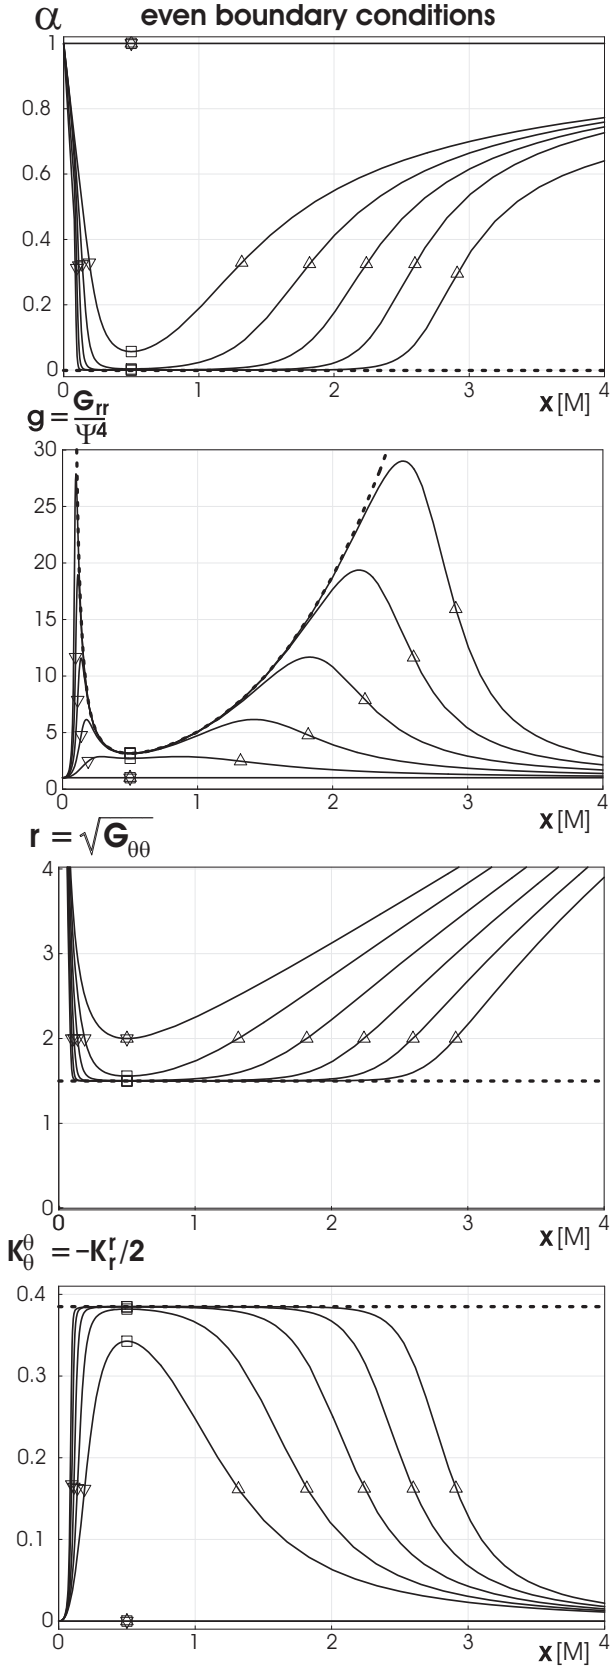 α even boundary conditions
1
0.8
0.6
0.4
0.2
0
0 1 2 3 4
x [M]
g = G_rr / Ψ^4
30
25
20
15
10
5
0
0 1 2 3 4
x [M]
r = √G_θθ
4
3
2
1
0
0 1 2 3 4
x [M]
K_θ^θ = –K_r^r/2
0.4
0.3
0.2
0.1
0
0 1 2 3 4
x [M]